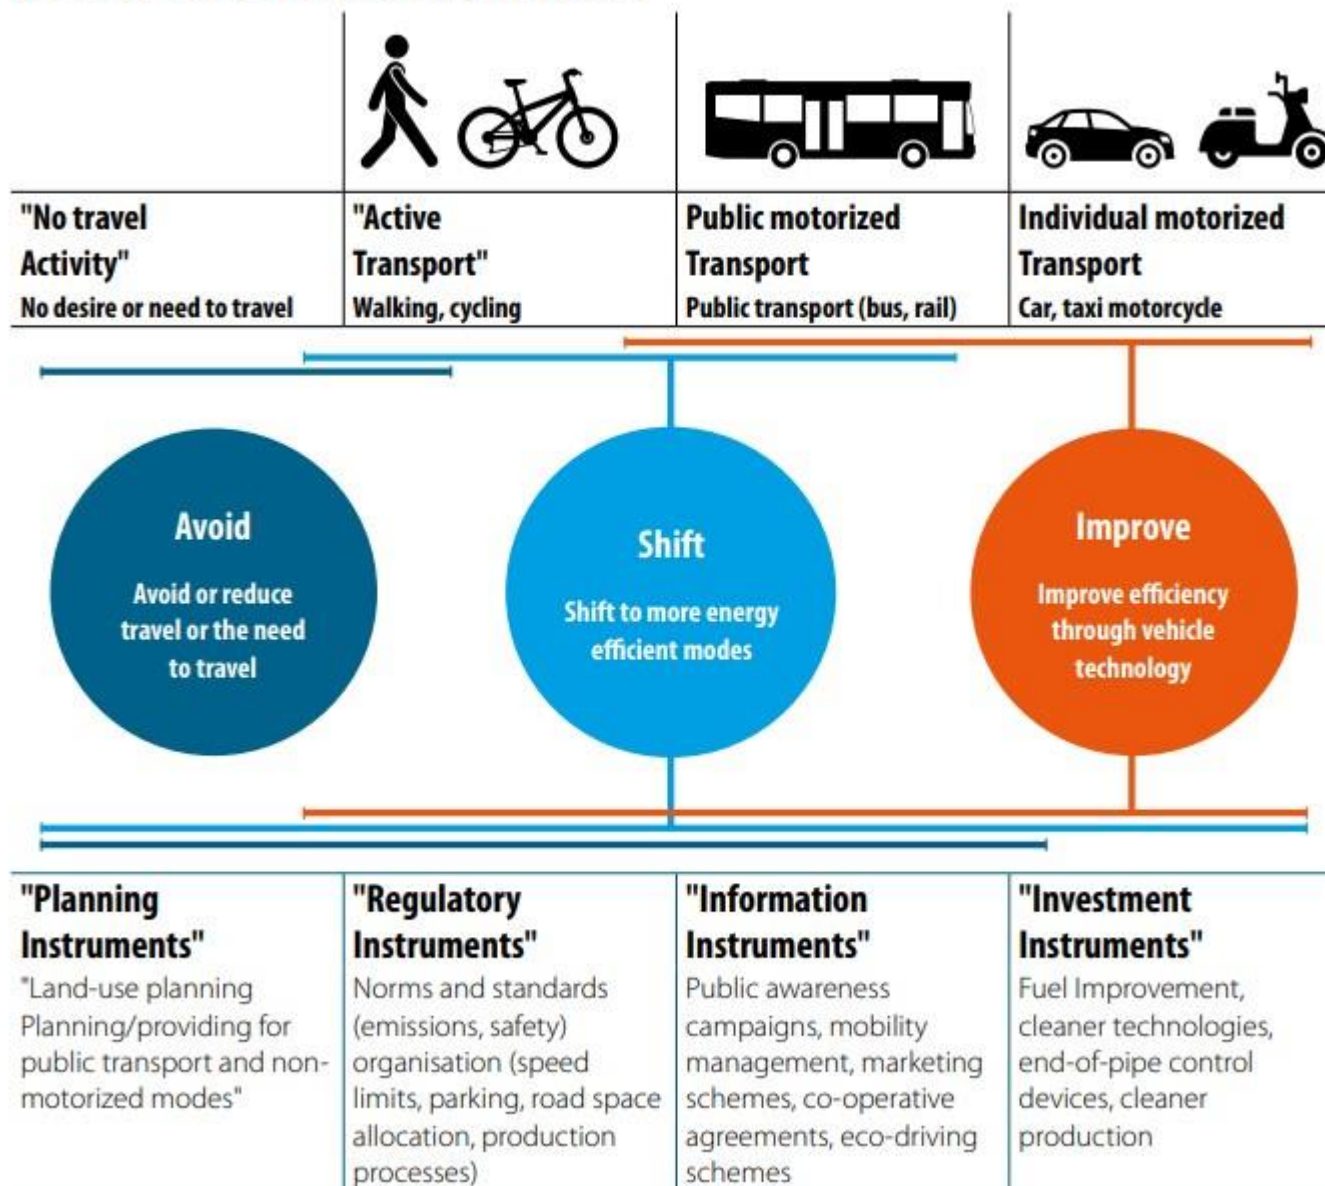 "No travel
Activity"
No desire or need to travel
"Active
Transport"
Walking, cycling
Public motorized
Transport
Public transport (bus, rail)
Individual motorized
Transport
Car, taxi motorcycle
Avoid
Avoid or reduce
travel or the need
to travel
Shift
Shift to more energy
efficient modes
Improve
Improve efficiency
through vehicle
technology
"Planning
Instruments"
"Land-use planning
Planning/providing for
public transport and non-
motorized modes"
"Regulatory
Instruments"
Norms and standards
(emissions, safety)
organisation (speed
limits, parking, road space
allocation, production
processes)
"Information
Instruments"
Public awareness
campaigns, mobility
management, marketing
schemes, co-operative
agreements, eco-driving
schemes
"Investment
Instruments"
Fuel Improvement,
cleaner technologies,
end-of-pipe control
devices, cleaner
production